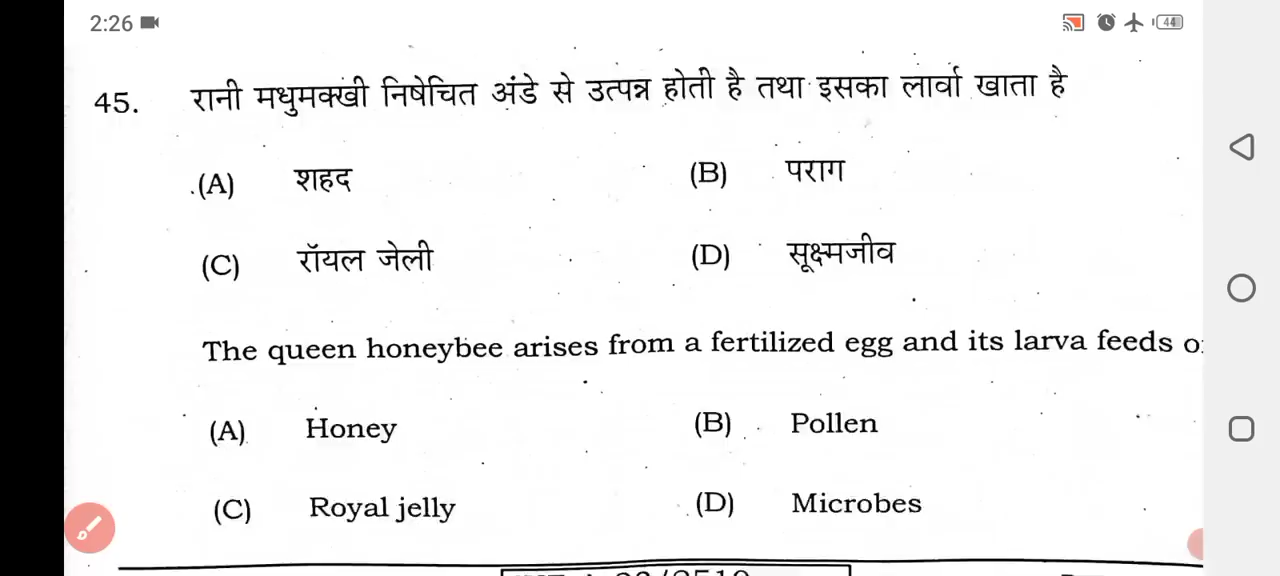 2:26
44
45. रानी मधुमक्खी निषेचित अंडे से उत्पन्न होती है तथा इसका लार्वा खाता है
(A) शहद (B) पराग
(C) रॉयल जेली (D) सूक्ष्मजीव
The queen honeybee arises from a fertilized egg and its larva feeds
(A) Honey (B) Pollen
(C) Royal jelly (D) Microbes